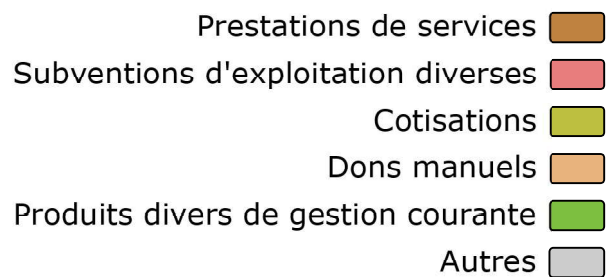 Prestations de services
Subventions d'exploitation diverses
Cotisations
Dons manuels
Produits divers de gestion courante
Autres